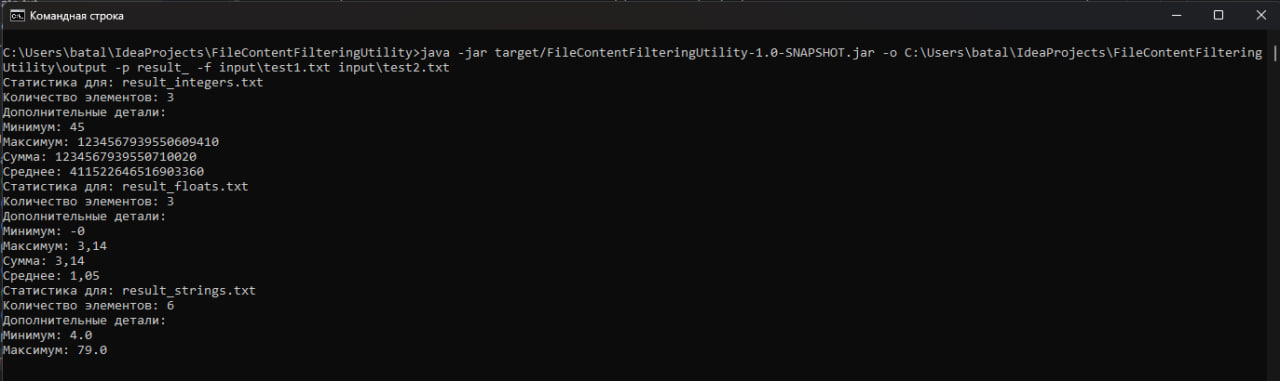 Командная строка
C:\Users\batal\IdeaProjects\FileContentFilteringUtility>java -jar target/FileContentFilteringUtility-1.0-SNAPSHOT.jar -o C:\Users\batal\IdeaProjects\FileContentFiltering
Utility\output -p result_ -f input\test1.txt input\test2.txt
Статистика для: result_integers.txt
Количество элементов: 3
Дополнительные детали:
Минимум: 45
Максимум: 1234567939550609410
Сумма: 1234567939550710020
Среднее: 411522646516903360
Статистика для: result_floats.txt
Количество элементов: 3
Дополнительные детали:
Минимум: -0
Максимум: 3,14
Сумма: 3,14
Среднее: 1,05
Статистика для: result_strings.txt
Количество элементов: 6
Дополнительные детали:
Минимум: 4.0
Максимум: 79.0